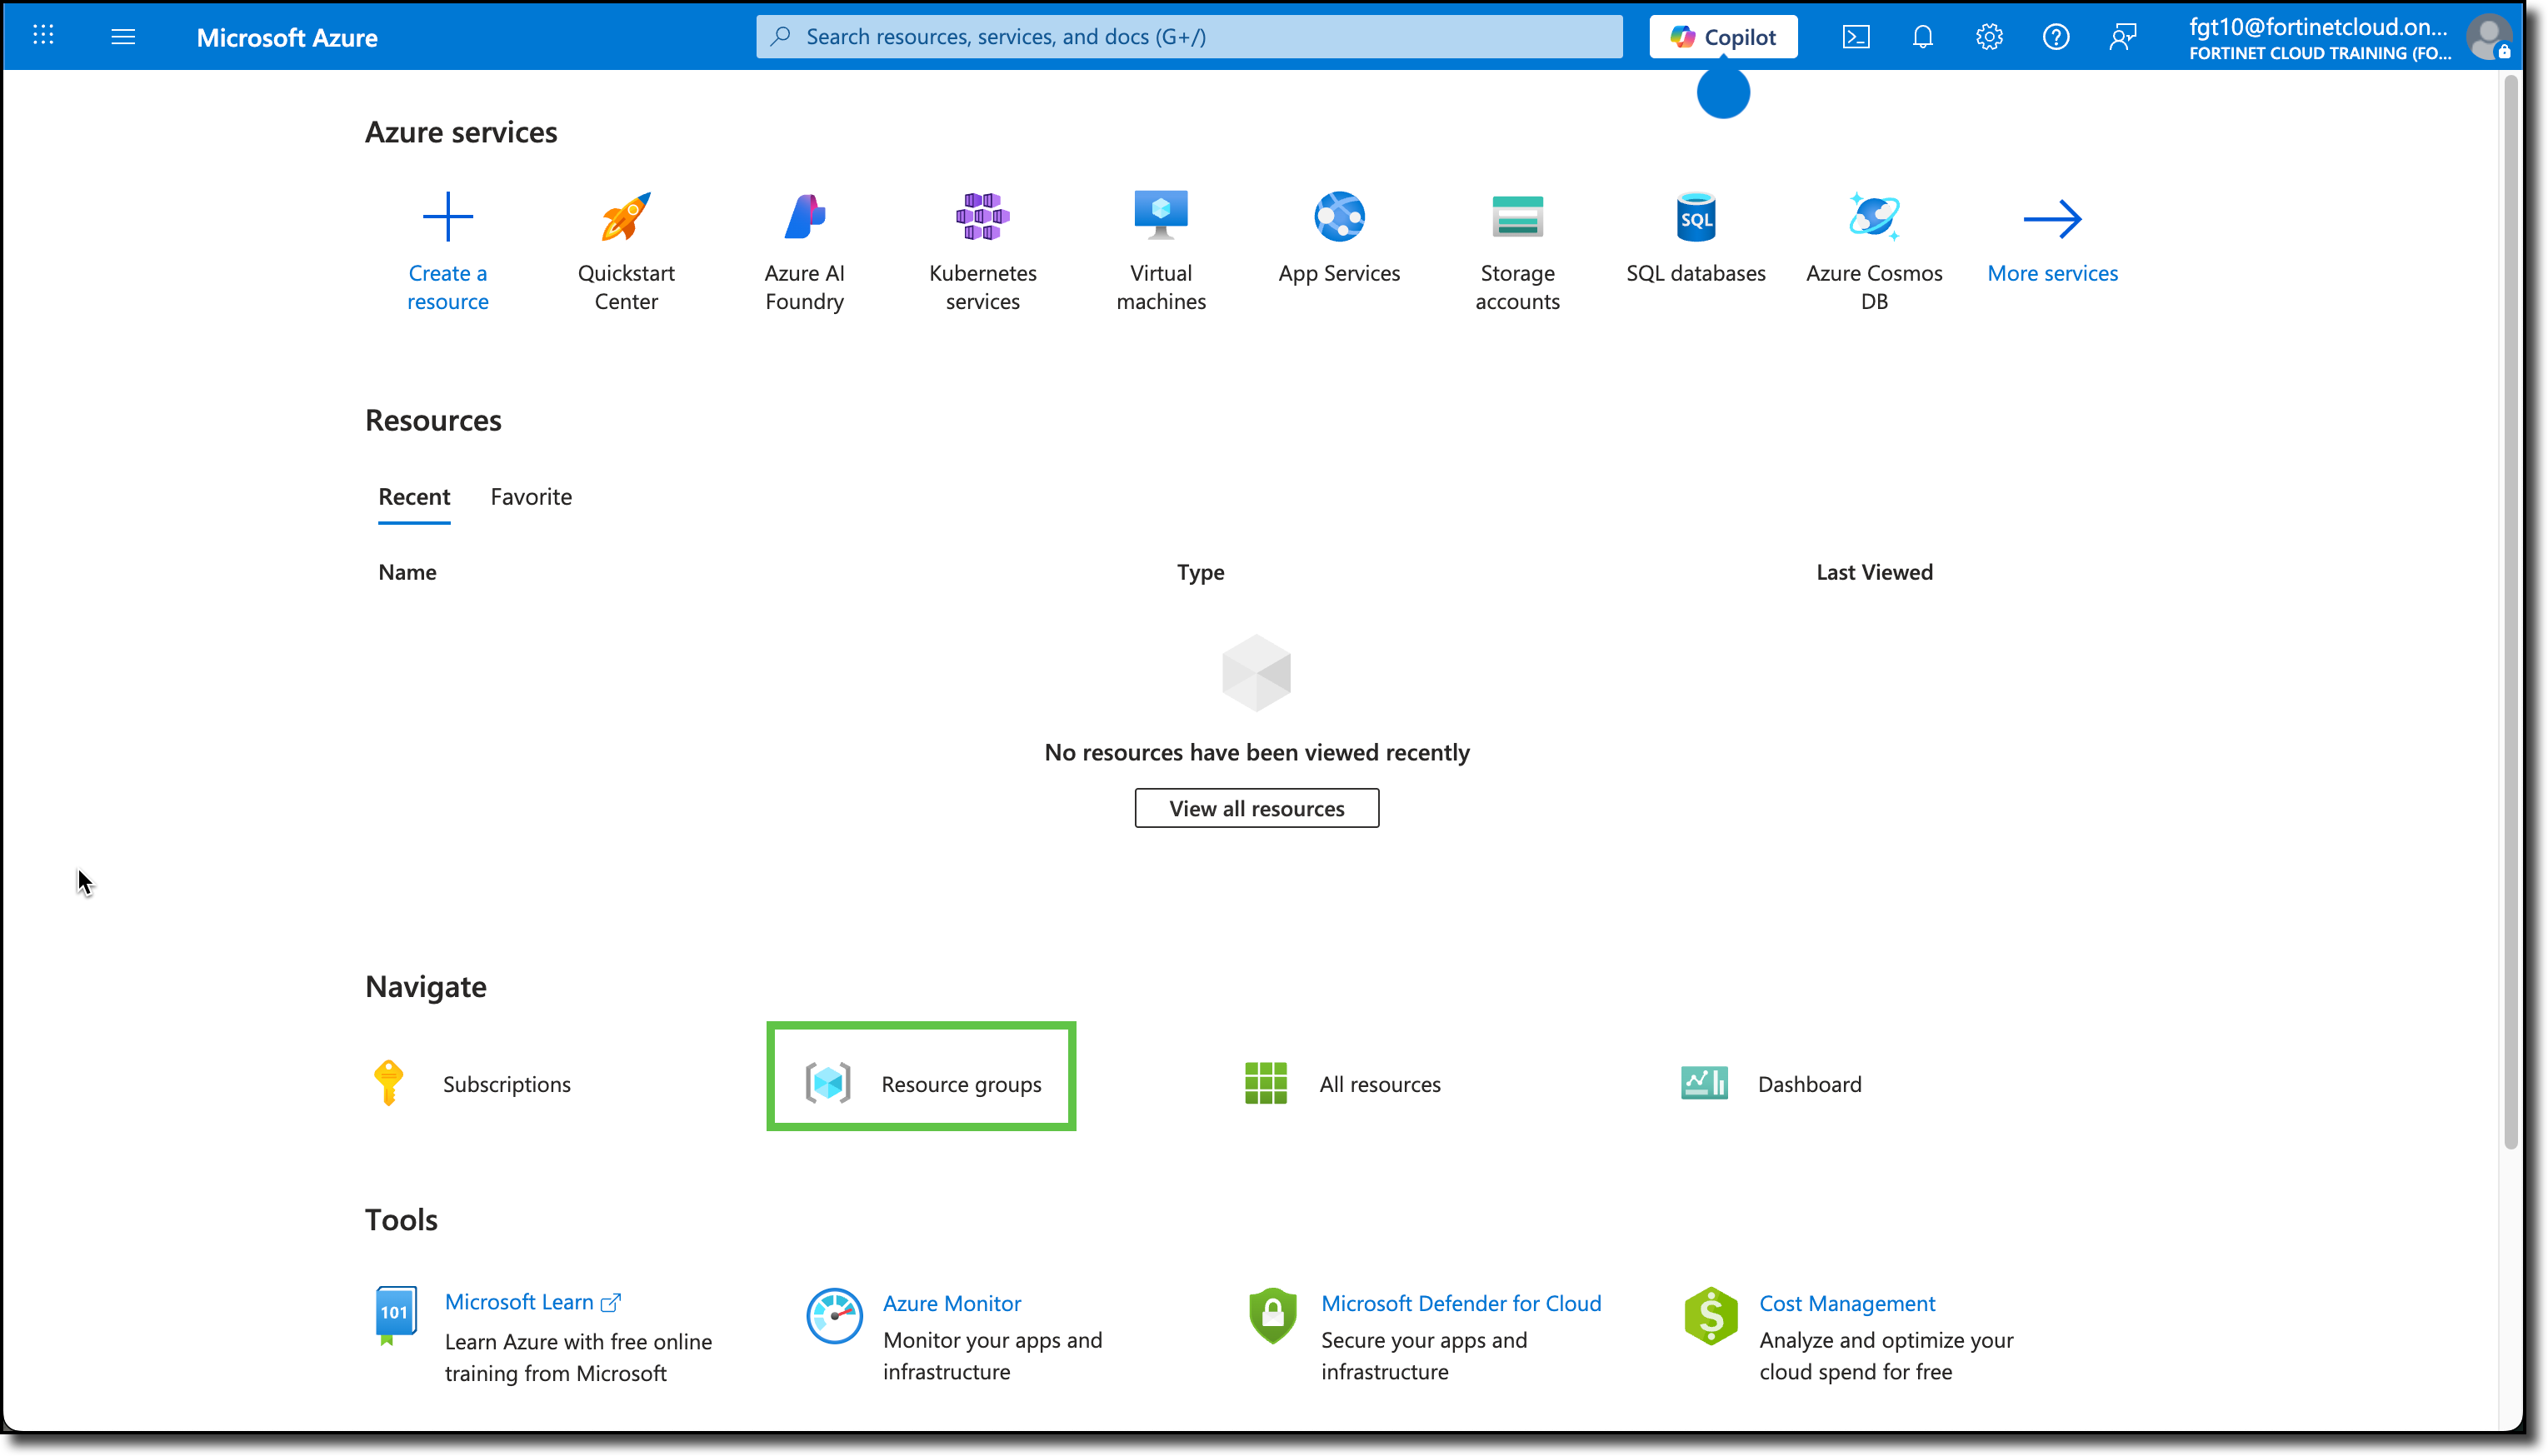 Microsoft Azure
Search resources, services, and docs (G+/)
Copilot
fgt10@fortinetcloud.on...
FORTINET CLOUD TRAINING (FO...
Azure services
Create a
resource
Quickstart
Center
Azure AI
Foundry
Kubernetes
services
Virtual
machines
App Services
Storage
accounts
SQL
SQL databases
Azure Cosmos
DB
More services
Resources
Recent
Favorite
Name
Type
Last Viewed
No resources have been viewed recently
View all resources
Navigate
Subscriptions
Resource groups
All resources
Dashboard
Tools
101
Microsoft Learn
Learn Azure with free online
training from Microsoft
Azure Monitor
Monitor your apps and
infrastructure
Microsoft Defender for Cloud
Secure your apps and
infrastructure
$
Cost Management
Analyze and optimize your
cloud spend for free